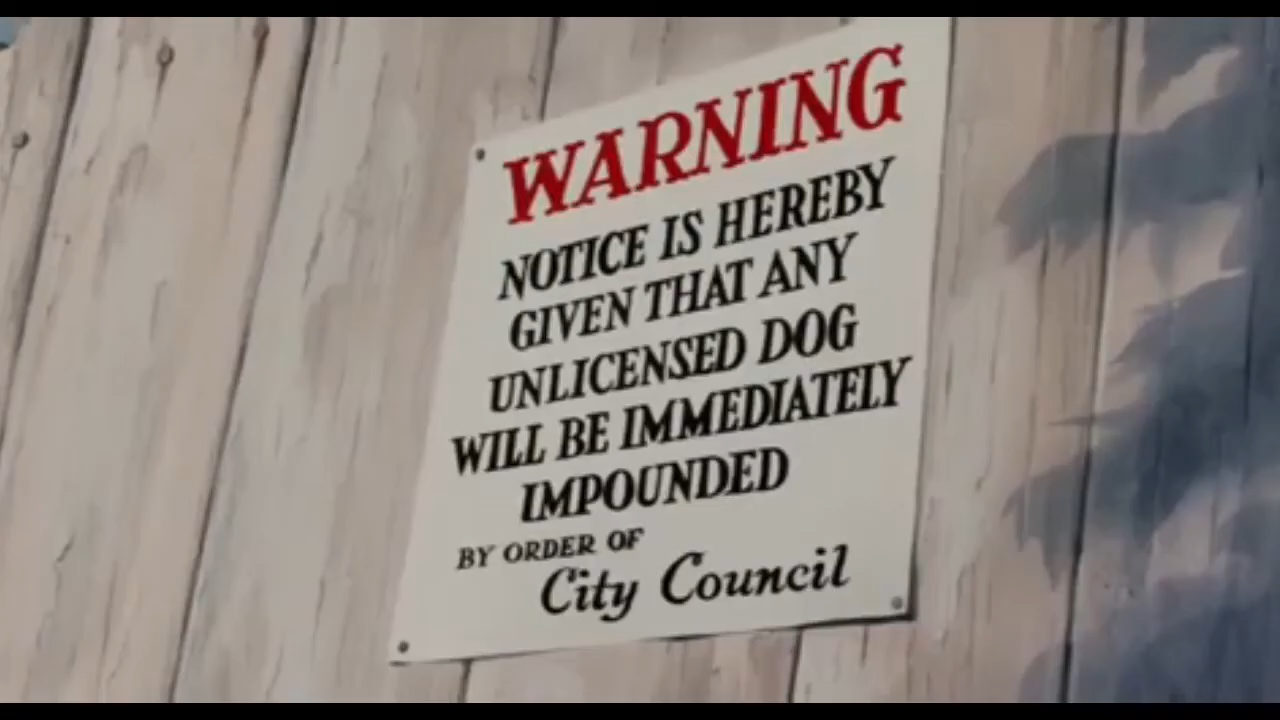 WARNING
NOTICE IS HEREBY
GIVEN THAT ANY
UNLICENSED DOG
WILL BE IMMEDIATELY
IMPOUNDED
BY ORDER OF
City Council